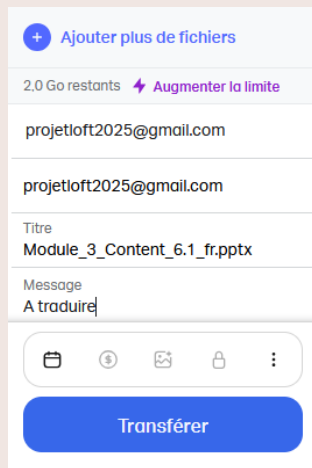 Ajouter plus de fichiers
2,0 Go restants Augmenter la limite
projetloft2025@gmail.com
projetloft2025@gmail.com
Titre
Module_3_Content_6.1_fr.pptx
Message
A traduire
Transférer